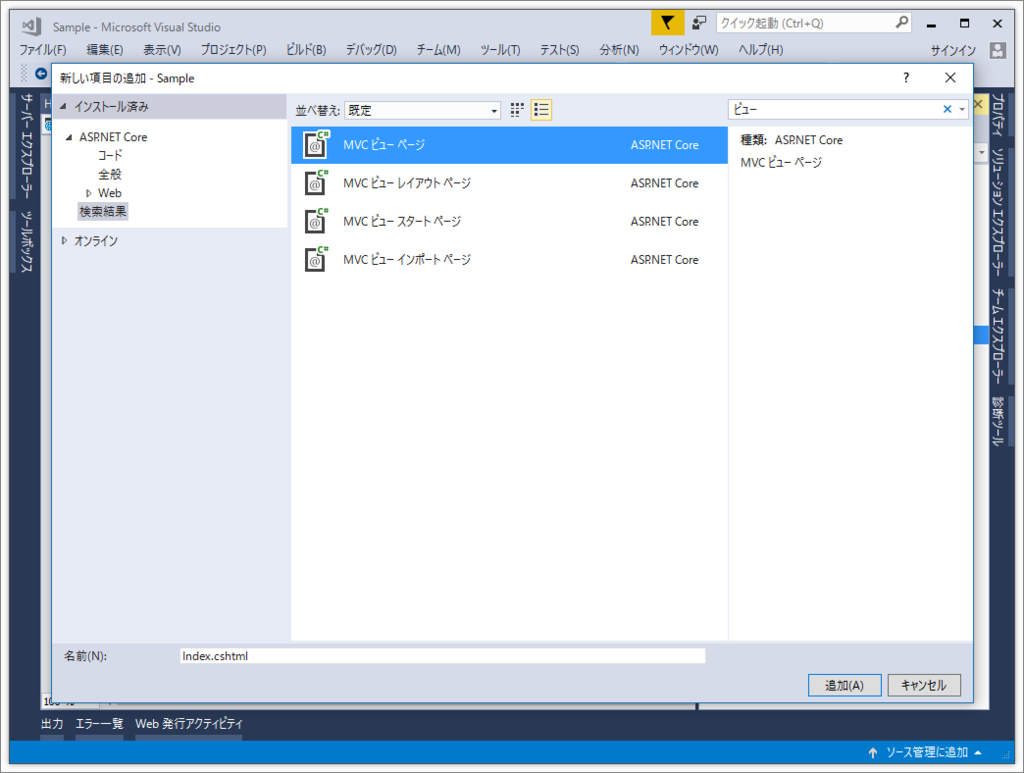 Sample - Microsoft Visual Studio
クイック起動 (Ctrl+Q)
ファイル(F) 編集(E) 表示(V) プロジェクト(P) ビルド(B) デバッグ(D) チーム(M) ツール(T) テスト(S) 分析(N) ウィンドウ(W) ヘルプ(H) サインイン
新しい項目の追加 - Sample
サーバー エクスプローラー
ツールボックス
インストール済み
並べ替え: 既定
ビュー
ASP.NET Core
コード
全般
Web
検索結果
オンライン
MVC ビュー ページ ASP.NET Core
MVC ビュー レイアウト ページ ASP.NET Core
MVC ビュー スタート ページ ASP.NET Core
MVC ビュー インポート ページ ASP.NET Core
種類: ASP.NET Core
MVC ビュー ページ
プロパティ
ソリューション エクスプローラー
チーム エクスプローラー
診断ツール
名前(N): Index.cshtml
追加(A) キャンセル
出力 エラー一覧 Web 発行アクティビティ
ソース管理に追加